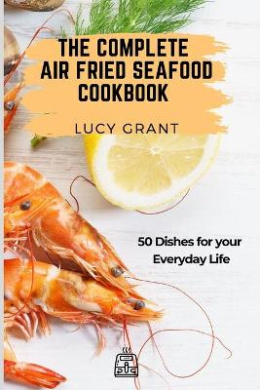 THE COMPLETE
AIR FRIED SEAFOOD
COOKBOOK
LUCY GRANT
50 Dishes for your
Everyday Life